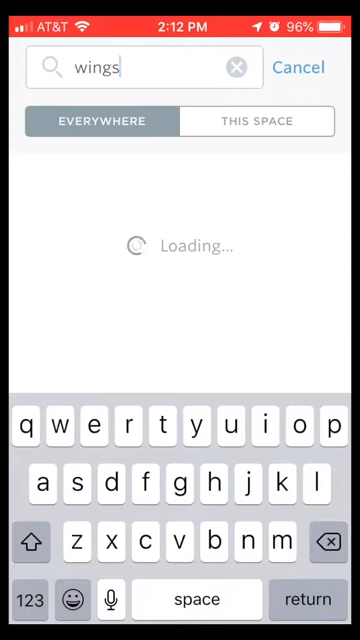 AT&T 2:12 PM 96%
wings Cancel
EVERYWHERE THIS SPACE
Loading...
q w e r t y u i o p
a s d f g h j k l
z x c v b n m
123 space return